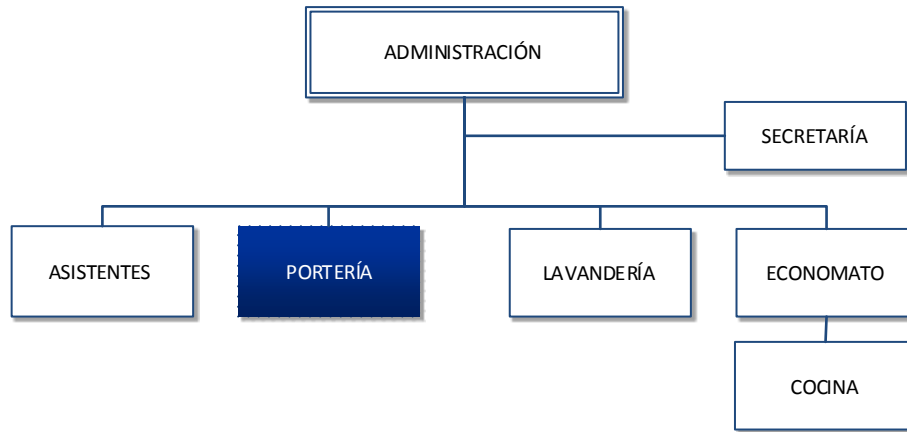 ADMINISTRACIÓN
SECRETARÍA
ASISTENTES
PORTERÍA
LAVANDERÍA
ECONOMATO
COCINA